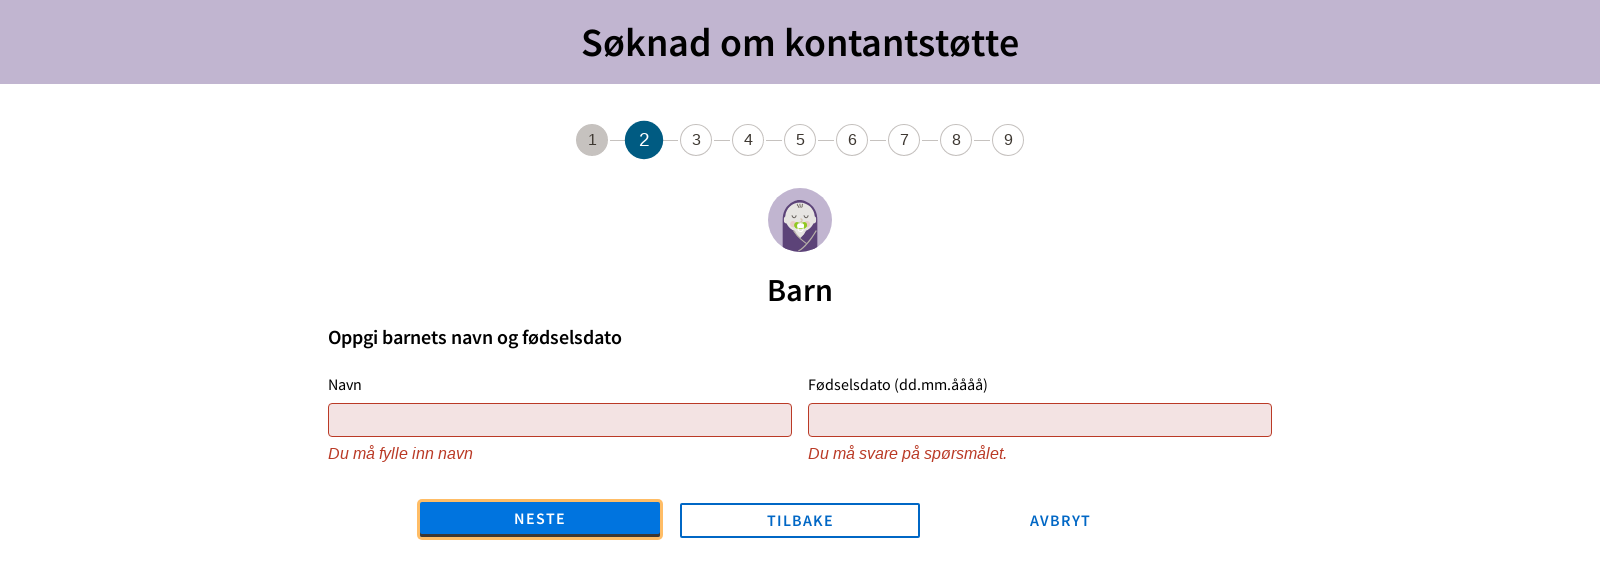 Søknad om kontantstøtte
1 2 3 4 5 6 7 8 9
Barn
Oppgi barnets navn og fødselsdato
Navn Fødselsdato (dd.mm.åååå)
Du må fylle inn navn Du må svare på spørsmålet.
NESTE TILBAKE AVBRYT